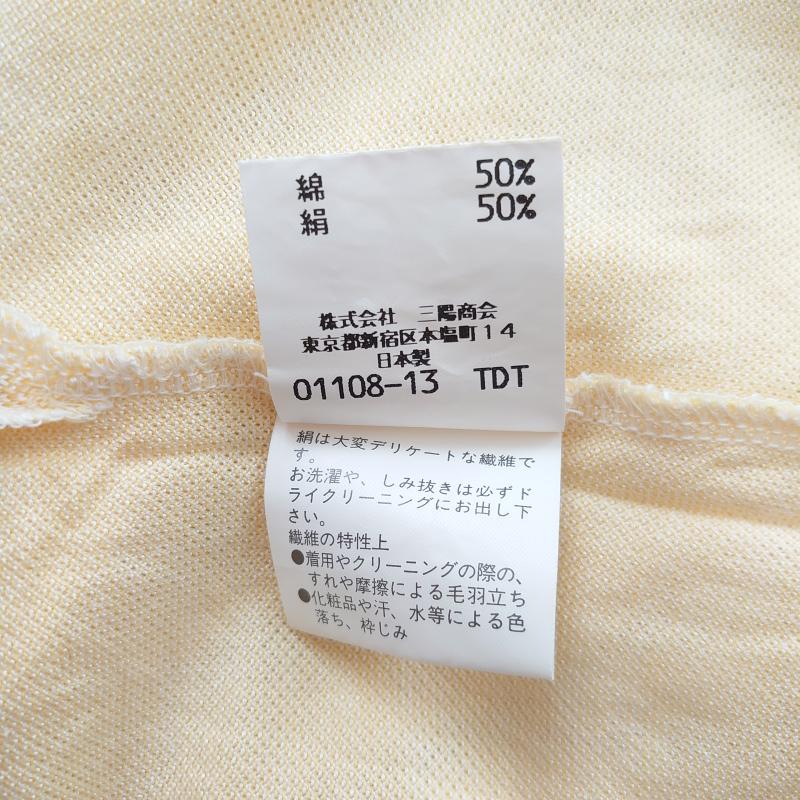 綿 50%
絹 50%
株式会社 三陽商会
東京都新宿区本塩町14
日本製
01108-13 TDT
絹は大変デリケートな繊維で
す。
お洗濯や、しみ抜きは必ずド
ライクリーニングにお出し下
さい。
繊維の特性上
●着用やクリーニングの際の、
すれや摩擦による毛羽立ち
●化粧品や汗、水等による色
落ち、枠じみ